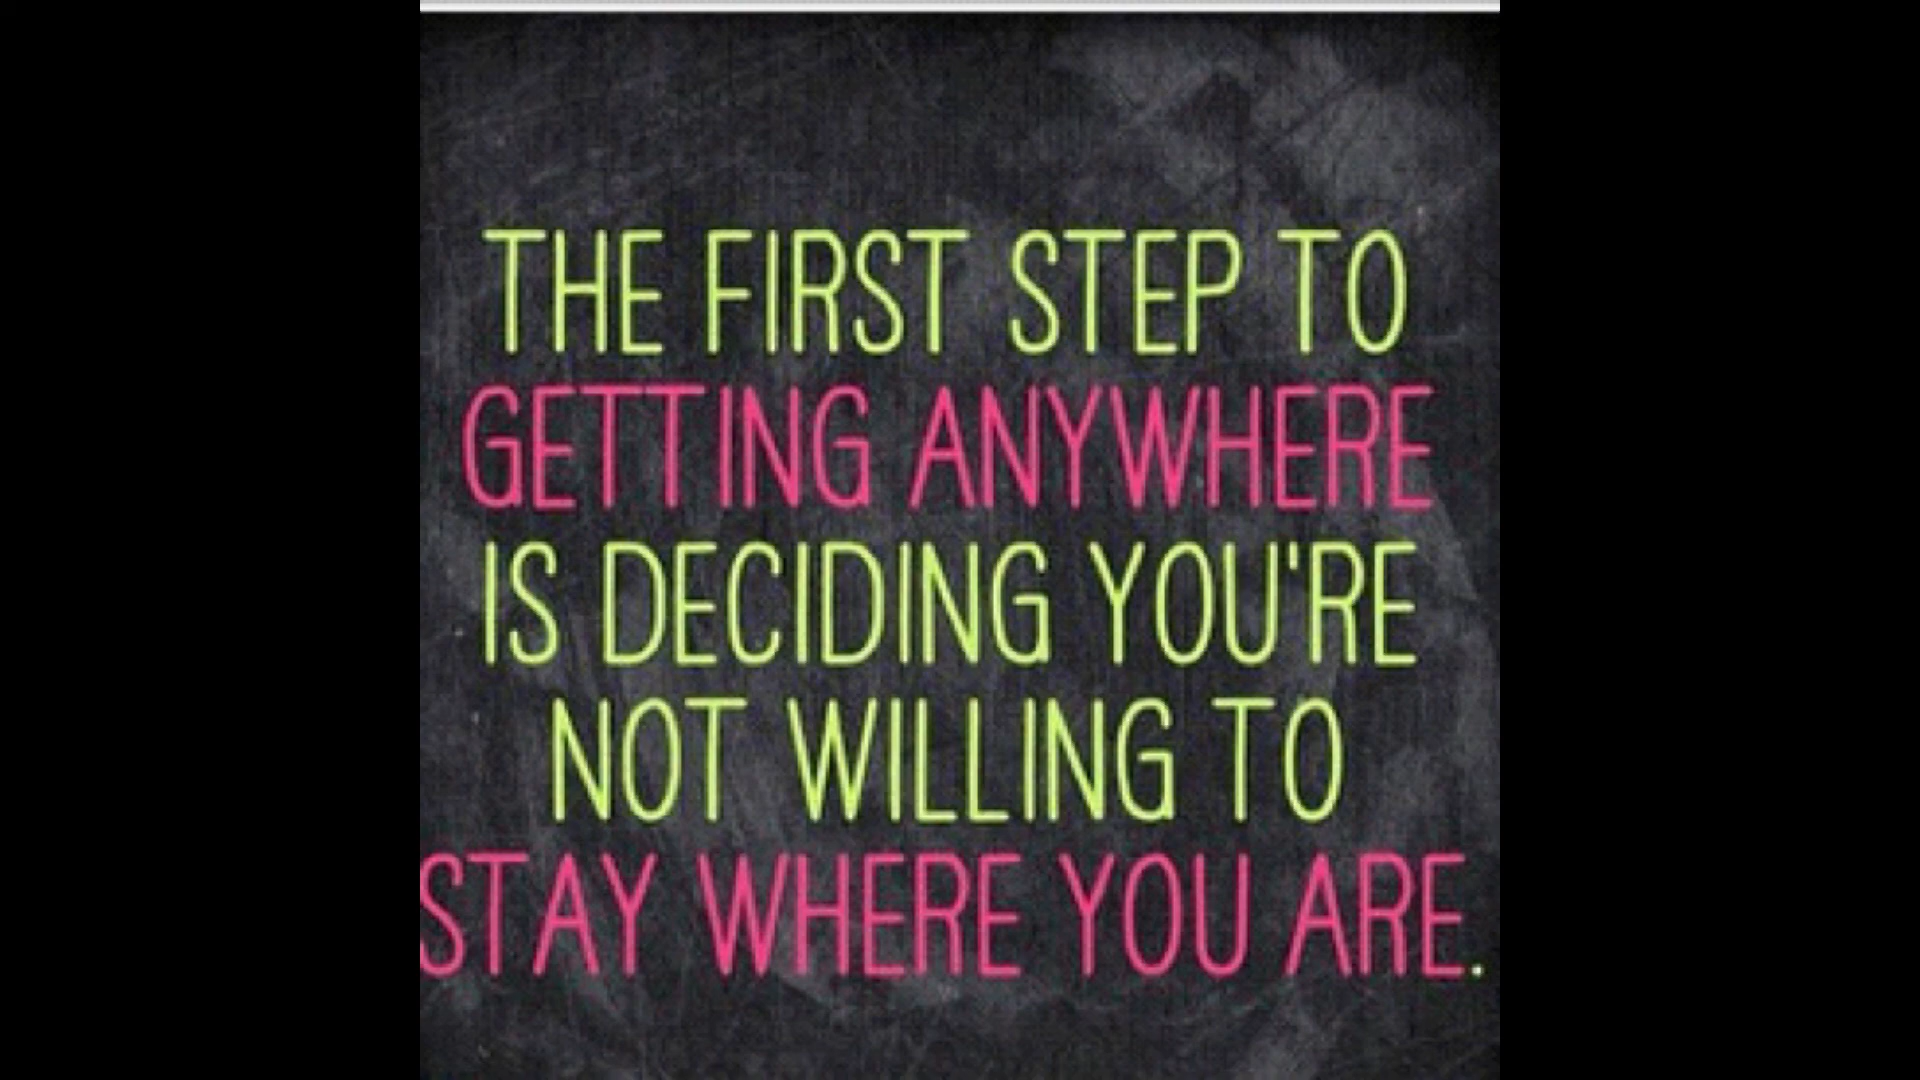 THE FIRST STEP TO
GETTING ANYWHERE
IS DECIDING YOU'RE
NOT WILLING TO
STAY WHERE YOU ARE.